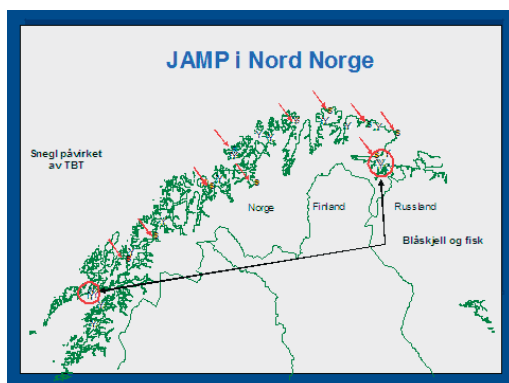 JAMP i Nord Norge
Snegl påvirket
av TBT
Norge
Finland
Russland
Blåskjell og fisk